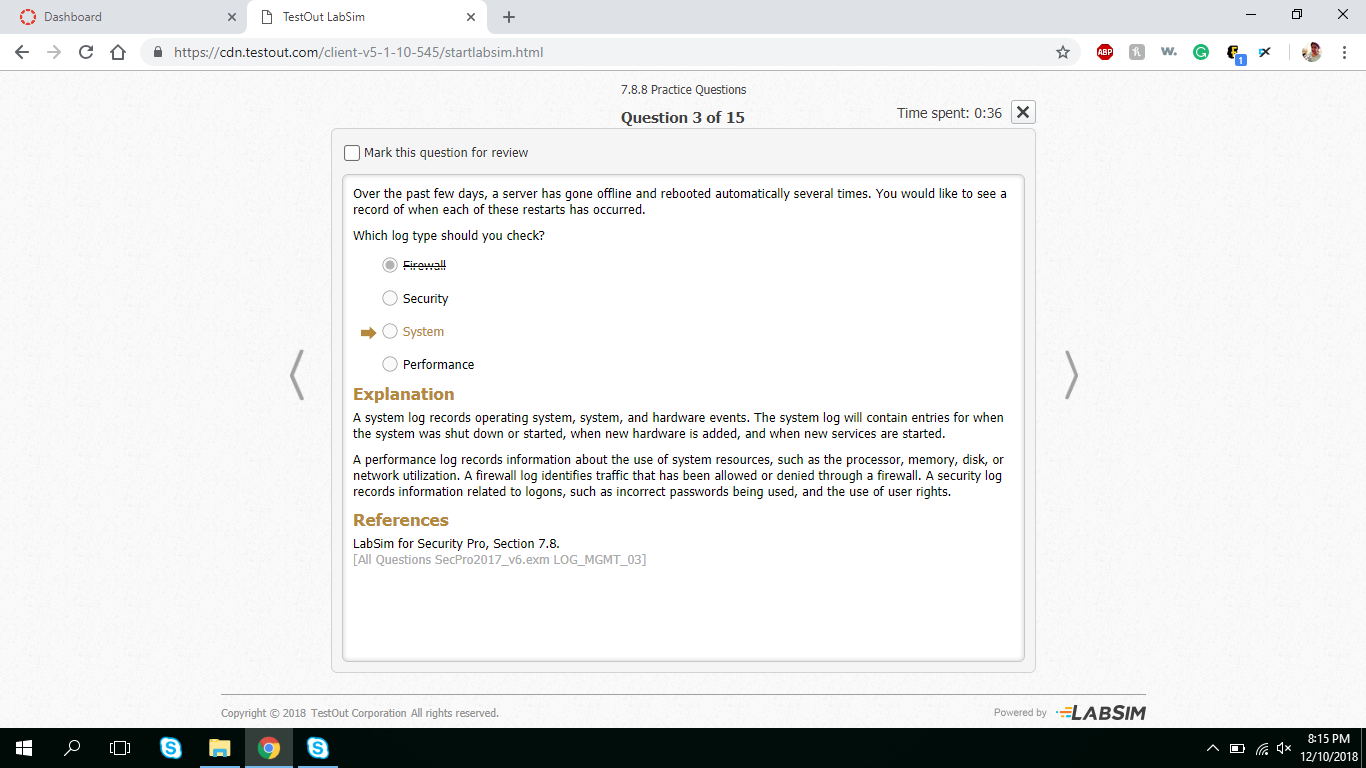 Dashboard
TestOut LabSim
https://cdn.testout.com/client-v5-1-10-545/startlabsim.html
ABP
w.
1
7.8.8 Practice Questions
Question 3 of 15
Time spent: 0:36
Mark this question for review
Over the past few days, a server has gone offline and rebooted automatically several times. You would like to see a
record of when each of these restarts has occurred.
Which log type should you check?
Firewall
Security
System
Performance
Explanation
A system log records operating system, system, and hardware events. The system log will contain entries for when
the system was shut down or started, when new hardware is added, and when new services are started.
A performance log records information about the use of system resources, such as the processor, memory, disk, or
network utilization. A firewall log identifies traffic that has been allowed or denied through a firewall. A security log
records information related to logons, such as incorrect passwords being used, and the use of user rights.
References
LabSim for Security Pro, Section 7.8.
[All Questions SecPro2017_v6.exm LOG_MGMT_03]
Copyright © 2018 TestOut Corporation All rights reserved.
Powered by LABSIM
8:15 PM
12/10/2018